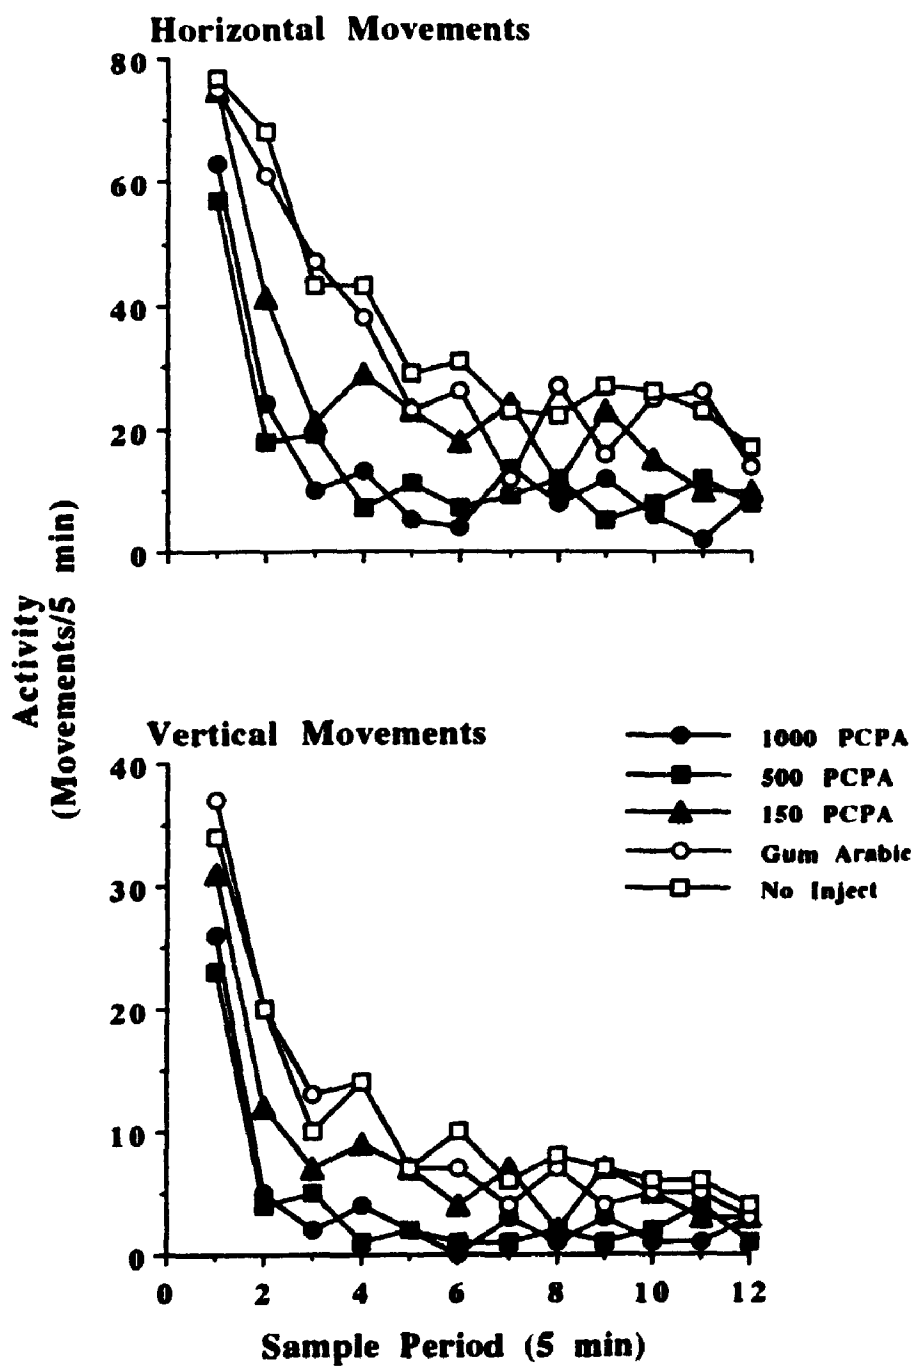 Horizontal Movements
80
60
40
20
0
Activity
(Movements/5 min)
Vertical Movements
1000 PCPA
500 PCPA
150 PCPA
Gum Arabic
No Inject
40
30
20
10
0
0 2 4 6 8 10 12
Sample Period (5 min)